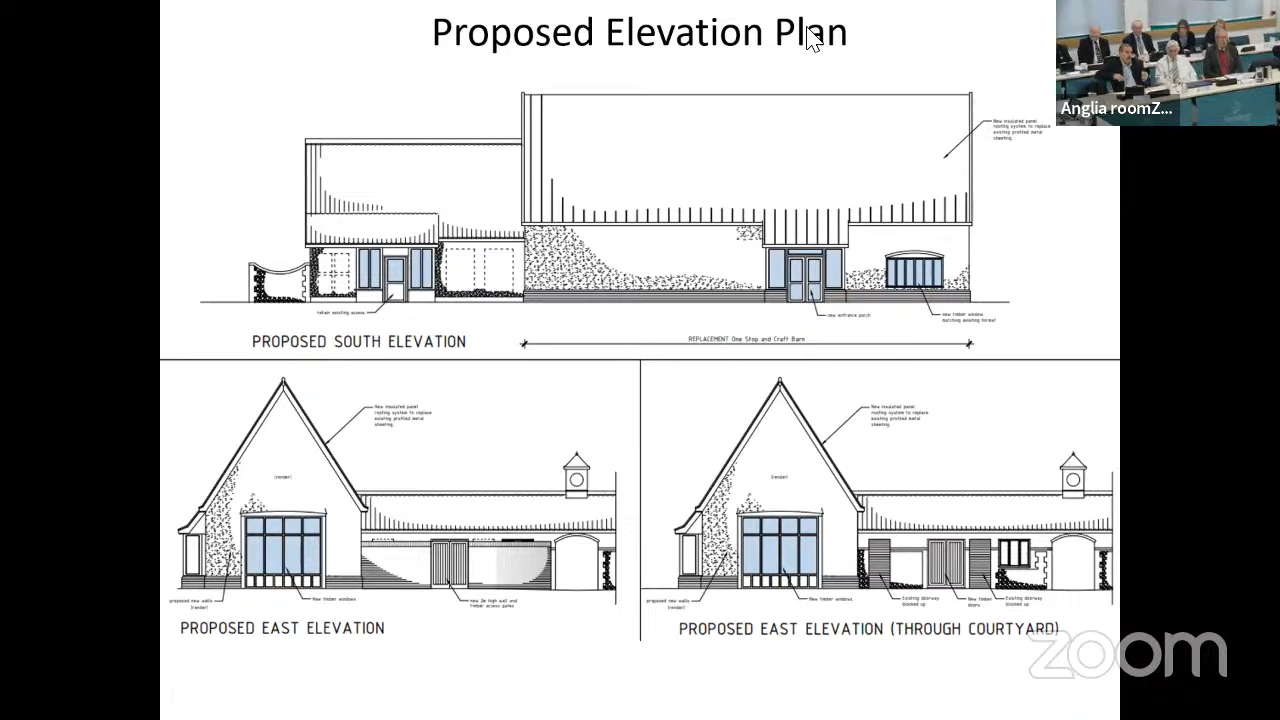 Proposed Elevation Plan
Anglia roomZ...
New insulated panel
roofing system to replace
existing profiled metal
sheeting.
retain existing access
new entrance porch
new timber window
matching existing format
PROPOSED SOUTH ELEVATION
REPLACEMENT One Stop and Craft Barn
New insulated panel
roofing system to replace
existing profiled metal
sheeting.
(render)
proposed new walls
(render)
New timber windows
new 2m high wall and
timber access gates
PROPOSED EAST ELEVATION
New insulated panel
roofing system to replace
existing profiled metal
sheeting.
(render)
proposed new walls
(render)
New timber windows
Existing doorway
blocked up
New timber
doors
Existing doorway
blocked up
PROPOSED EAST ELEVATION (THROUGH COURTYARD)
zoom